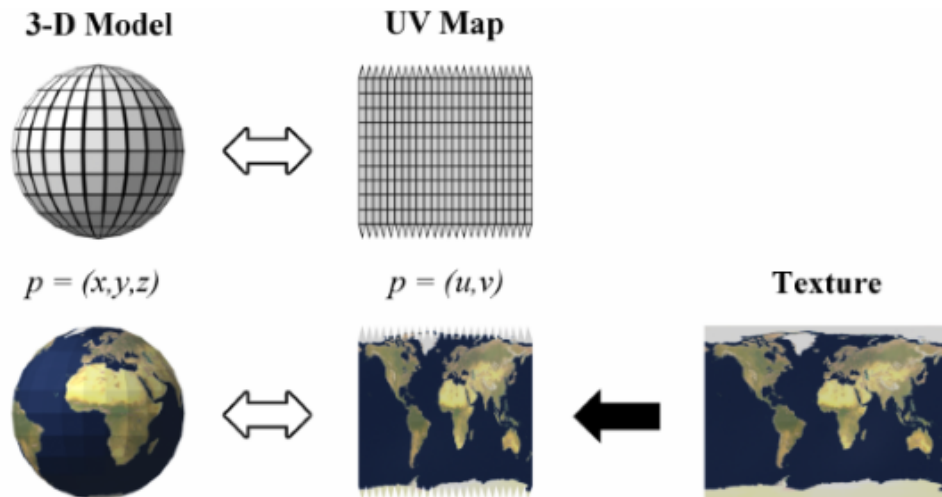 3-D Model
UV Map
p = (x,y,z)
p = (u,v)
Texture